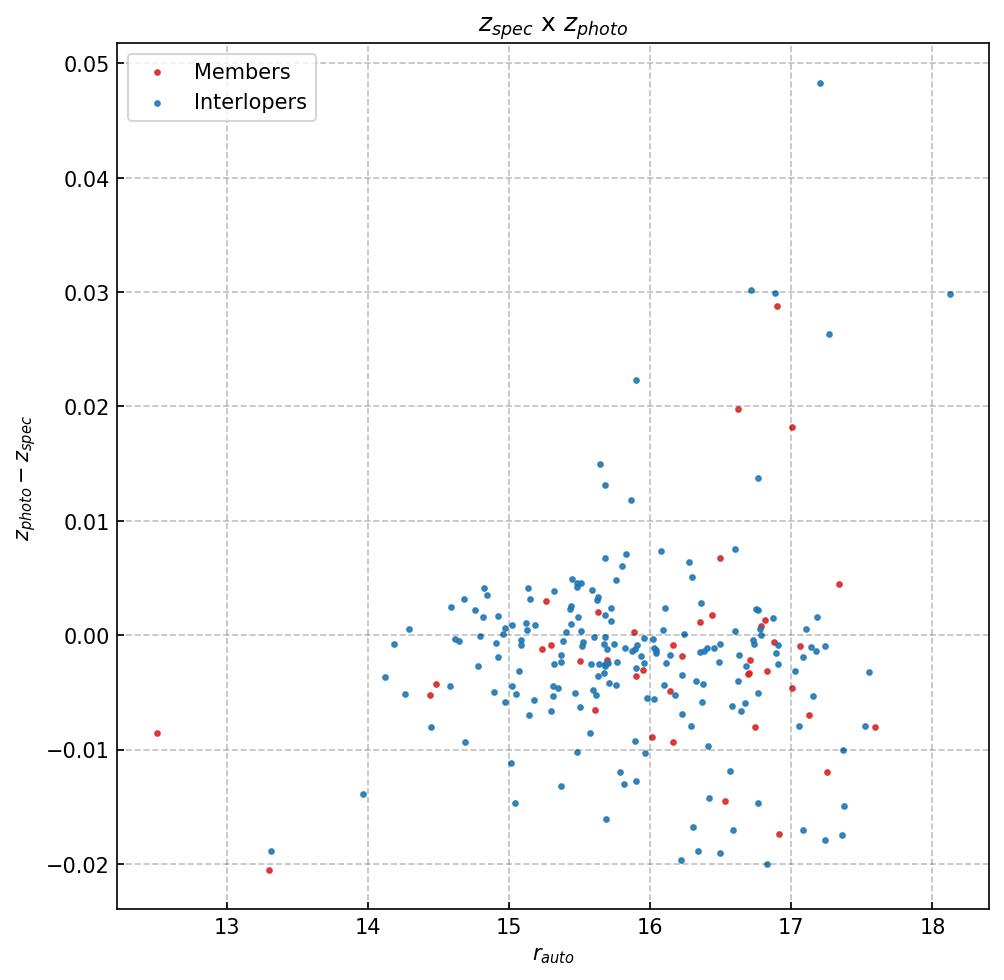 z_spec x z_photo
Members
Interlopers
0.05
0.04
0.03
0.02
0.01
0.00
−0.01
−0.02
z_photo − z_spec
13 14 15 16 17 18
r_auto